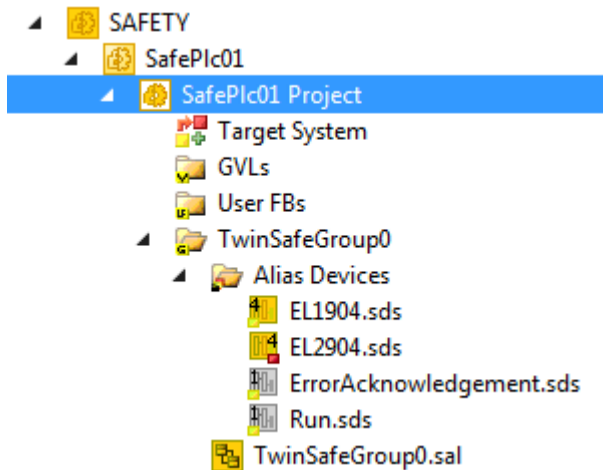 SAFETY
SafePlc01
SafePlc01 Project
Target System
GVLs
User FBs
TwinSafeGroup0
Alias Devices
EL1904.sds
EL2904.sds
ErrorAcknowledgement.sds
Run.sds
TwinSafeGroup0.sal